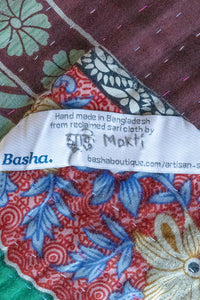 Hand made in Bangladesh
from reclaimed sari cloth by
Mokti
Basha.
bashaboutique.com/artisan-s